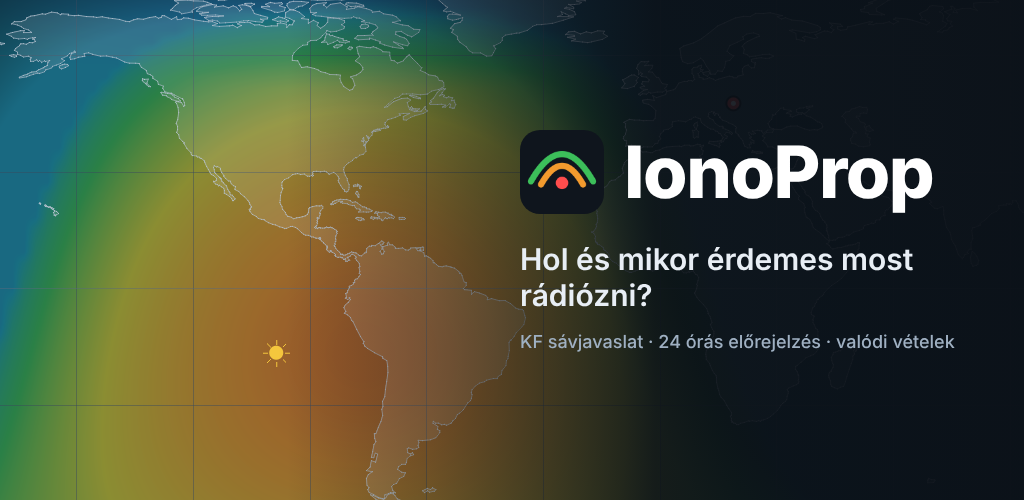 IonoProp
Hol és mikor érdemes most
rádiózni?
KF sávjavaslat · 24 órás előrejelzés · valódi vételek